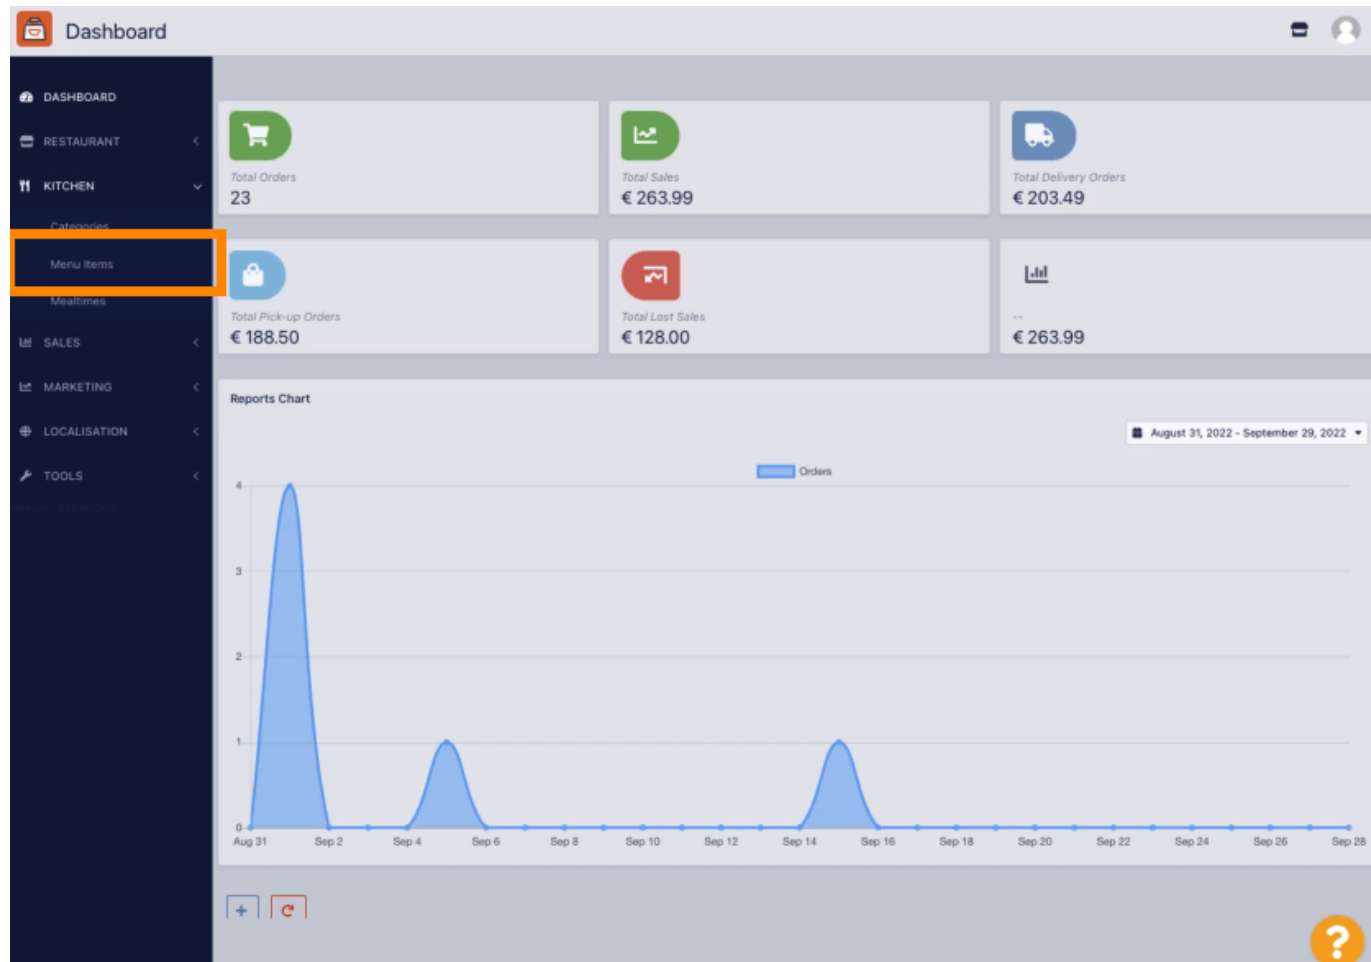 Dashboard
DASHBOARD
RESTAURANT
KITCHEN
Categories
Menu Items
Mealtimes
SALES
MARKETING
LOCALISATION
TOOLS
Total Orders
23
Total Sales
€ 263.99
Total Delivery Orders
€ 203.49
Total Pick-up Orders
€ 188.50
Total Lost Sales
€ 128.00
--
€ 263.99
Reports Chart
August 31, 2022 - September 29, 2022
Orders
4
3
2
1
0
Aug 31 Sep 2 Sep 4 Sep 6 Sep 8 Sep 10 Sep 12 Sep 14 Sep 16 Sep 18 Sep 20 Sep 22 Sep 24 Sep 26 Sep 28
+
?